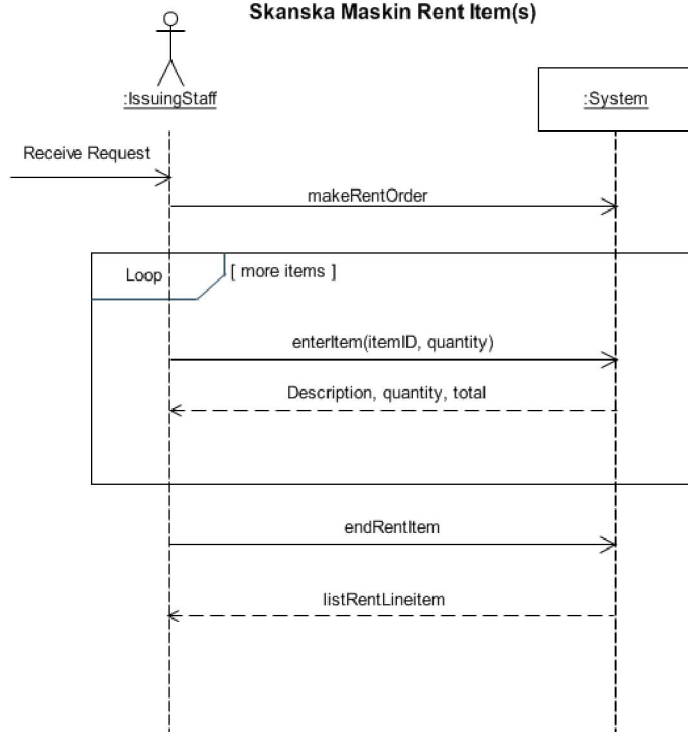 Skanska Maskin Rent Item(s)
:IssuingStaff
:System
Receive Request
makeRentOrder
Loop
[ more items ]
enterItem(itemID, quantity)
Description, quantity, total
endRentItem
listRentLineitem